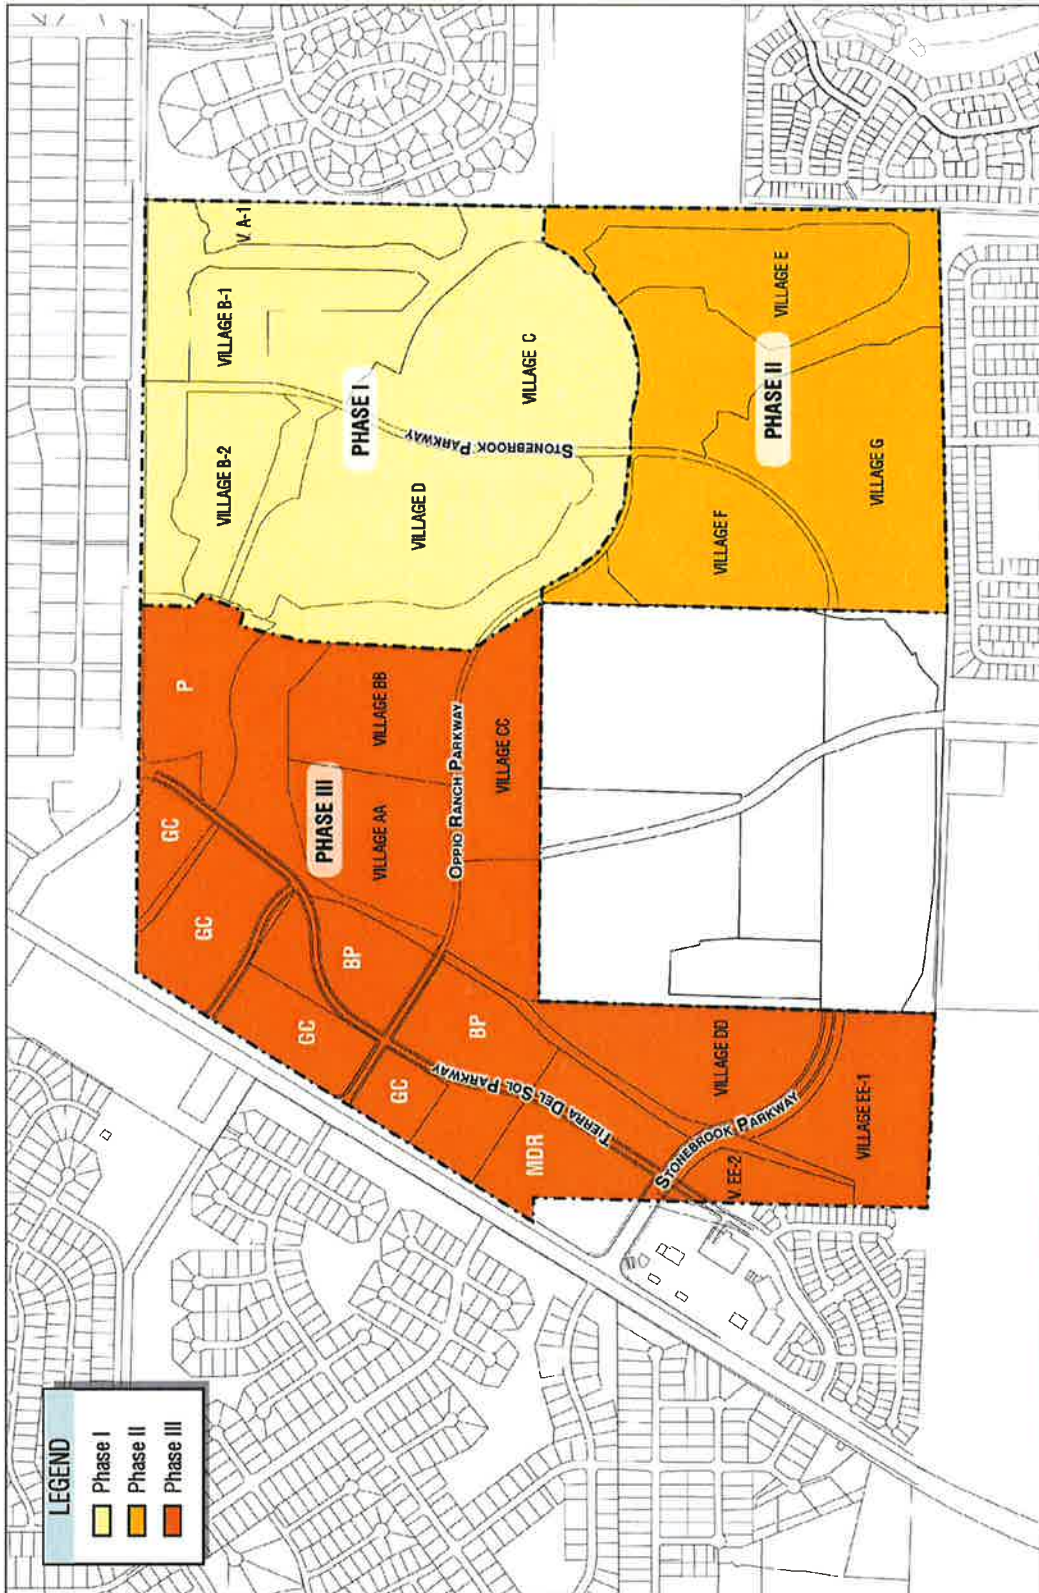 LEGEND
Phase I
Phase II
Phase III
P
GC
GC
GC
GC
BP
BP
MDR
PHASE III
VILLAGE AA
VILLAGE BB
VILLAGE CC
OPPIO RANCH PARKWAY
TIERRA DEL SOL PARKWAY
STONEBROOK PARKWAY
VILLAGE DD
V. EE-2
VILLAGE EE-1
VILLAGE B-2
VILLAGE B-1
V. A-1
PHASE I
VILLAGE D
VILLAGE C
STONEBROOK PARKWAY
PHASE II
VILLAGE F
VILLAGE E
VILLAGE G